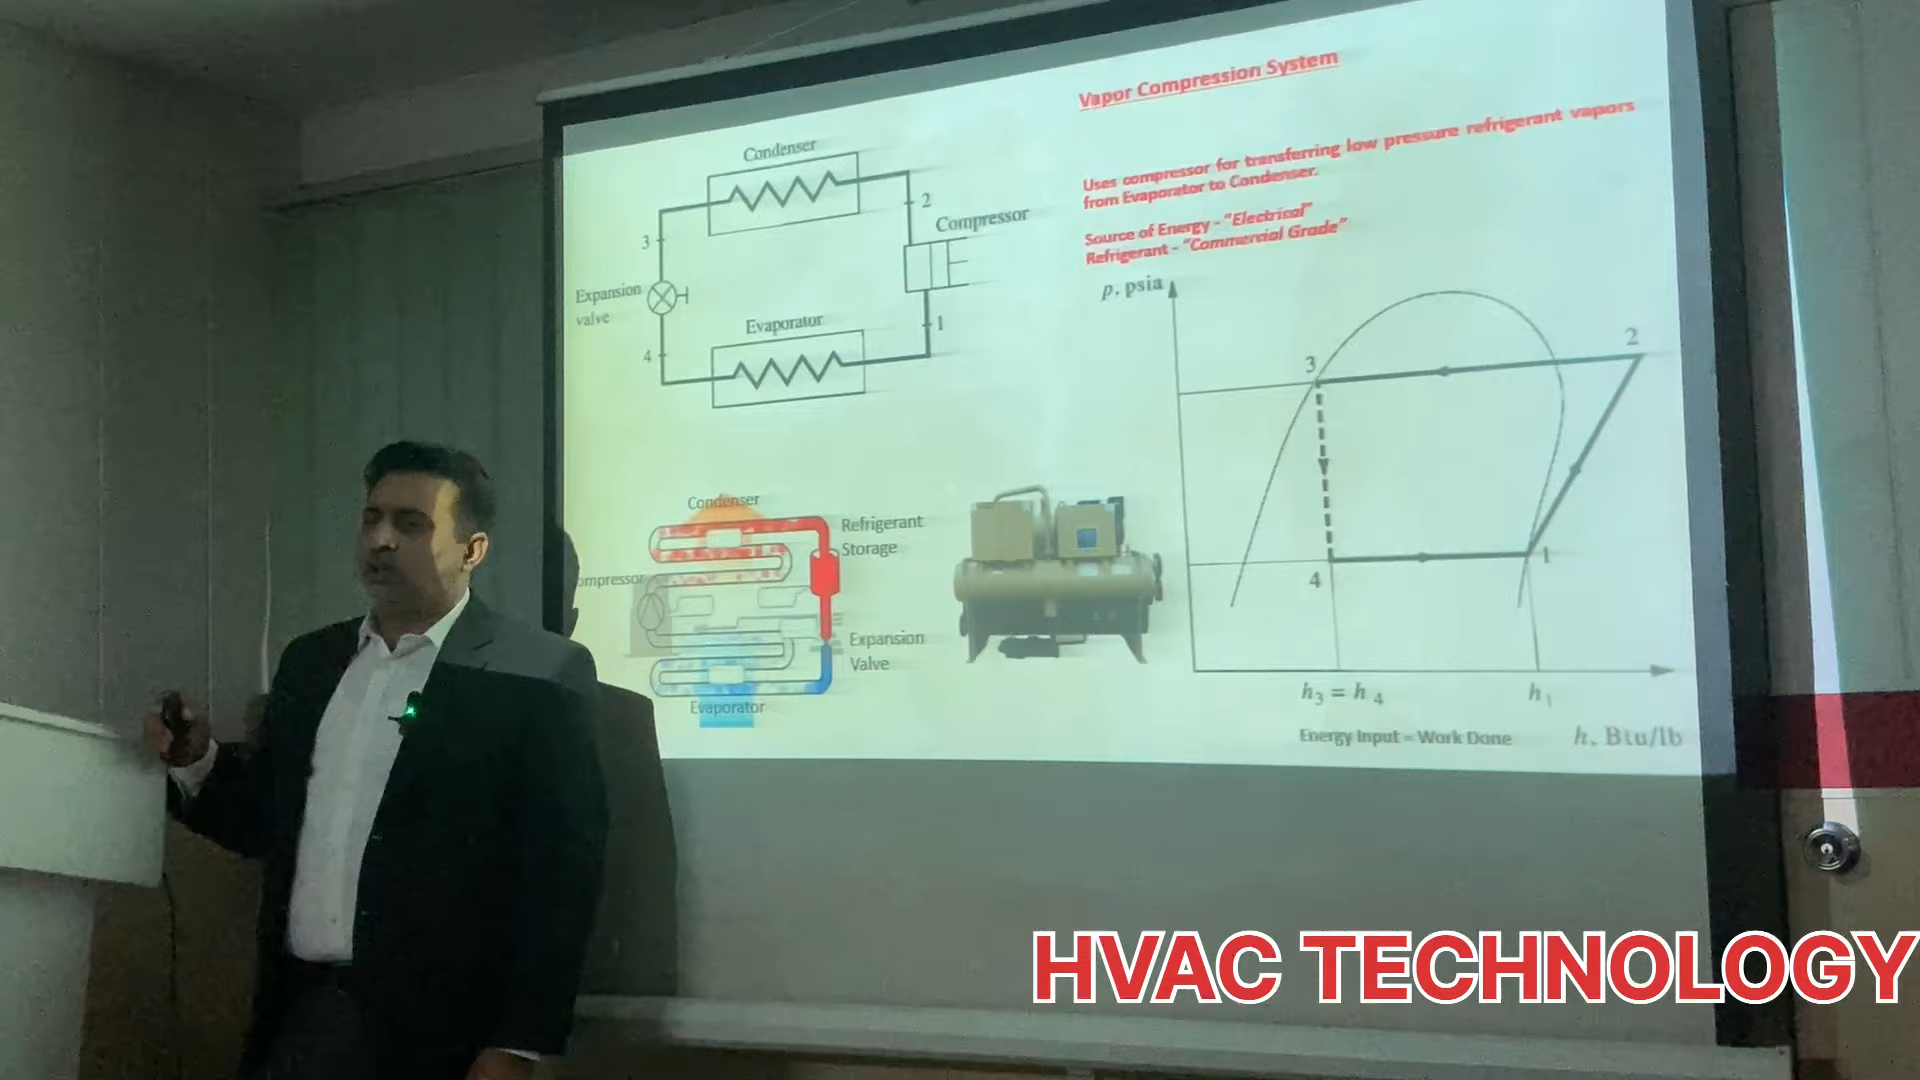 Vapor Compression System
Uses compressor for transferring low pressure refrigerant vapors
from Evaporator to Condenser.
Source of Energy - "Electrical"
Refrigerant - "Commercial Grade"
Condenser
2
Compressor
3
Expansion
valve
Evaporator
1
4
p, psia
2
3
1
4
h3 = h4
h1
Energy Input = Work Done
h, Btu/lb
Condenser
Refrigerant
Storage
ompressor
Expansion
Valve
Evaporator
HVAC TECHNOLOGY